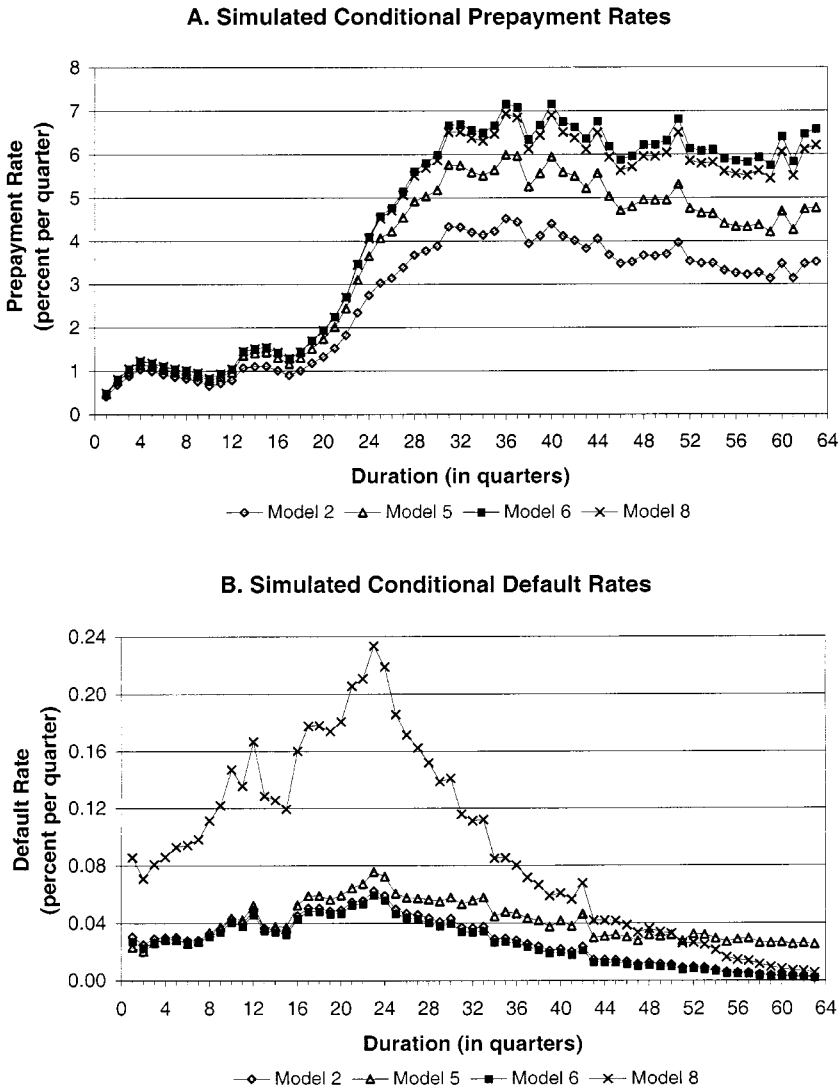 A. Simulated Conditional Prepayment Rates
Prepayment Rate
(percent per quarter)
8
7
6
5
4
3
2
1
0
0 4 8 12 16 20 24 28 32 36 40 44 48 52 56 60 64
Duration (in quarters)
Model 2 Model 5 Model 6 Model 8
B. Simulated Conditional Default Rates
Default Rate
(percent per quarter)
0.24
0.20
0.16
0.12
0.08
0.04
0.00
0 4 8 12 16 20 24 28 32 36 40 44 48 52 56 60 64
Duration (in quarters)
Model 2 Model 5 Model 6 Model 8